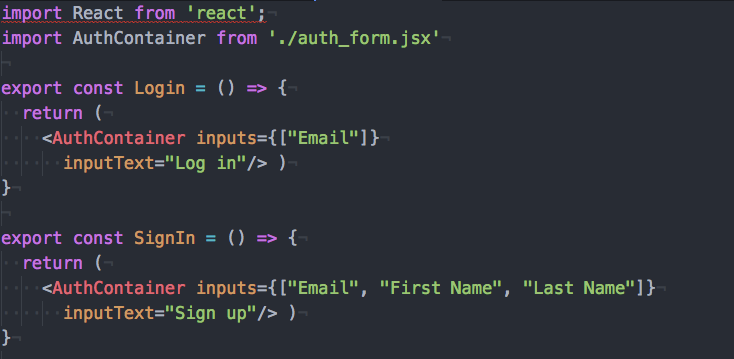 import React from 'react';
import AuthContainer from './auth_form.jsx'
export const Login = () => {
  return (
    <AuthContainer inputs={["Email"]}
      inputText="Log in"/> )
}
export const SignIn = () => {
  return (
    <AuthContainer inputs={["Email", "First Name", "Last Name"]}
      inputText="Sign up"/> )
}